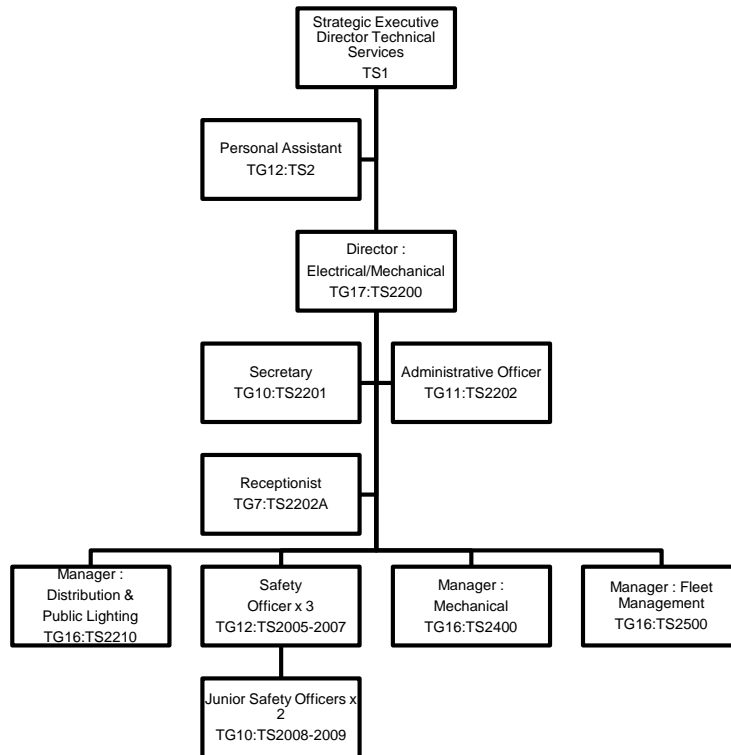 Strategic Executive
Director Technical
Services
TS1
Personal Assistant
TG12:TS2
Director :
Electrical/Mechanical
TG17:TS2200
Secretary
TG10:TS2201
Administrative Officer
TG11:TS2202
Receptionist
TG7:TS2202A
Manager :
Distribution &
Public Lighting
TG16:TS2210
Safety
Officer x 3
TG12:TS2005-2007
Manager :
Mechanical
TG16:TS2400
Manager : Fleet
Management
TG16:TS2500
Junior Safety Officers x
2
TG10:TS2008-2009